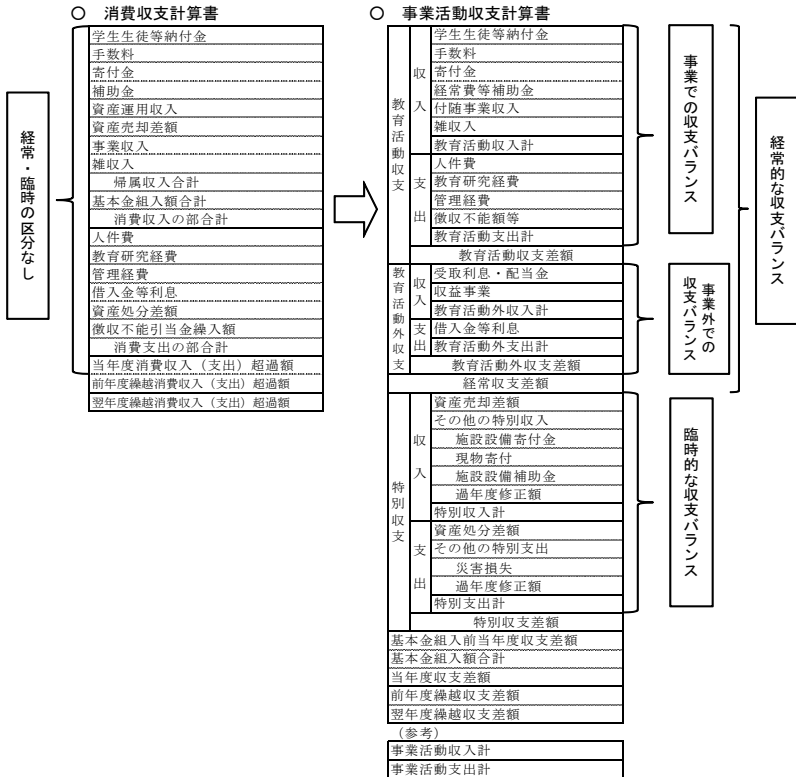 ○ 消費収支計算書
経常・臨時の区分なし
学生生徒等納付金
手数料
寄付金
補助金
資産運用収入
資産売却差額
事業収入
雑収入
帰属収入合計
基本金組入額合計
消費収入の部合計
人件費
教育研究経費
管理経費
借入金等利息
資産処分差額
徴収不能引当金繰入額
消費支出の部合計
当年度消費収入（支出）超過額
前年度繰越消費収入（支出）超過額
翌年度繰越消費収入（支出）超過額
○ 事業活動収支計算書
教育活動収支
収入
学生生徒等納付金
手数料
寄付金
経常費等補助金
付随事業収入
雑収入
教育活動収入計
支出
人件費
教育研究経費
管理経費
徴収不能額等
教育活動支出計
教育活動収支差額
教育活動外収支
収入
受取利息・配当金
収益事業
教育活動外収入計
支出
借入金等利息
教育活動外支出計
教育活動外収支差額
経常収支差額
特別収支
収入
資産売却差額
その他の特別収入
施設設備寄付金
現物寄付
施設設備補助金
過年度修正額
特別収入計
支出
資産処分差額
その他の特別支出
災害損失
過年度修正額
特別支出計
特別収支差額
基本金組入前当年度収支差額
基本金組入額合計
当年度収支差額
前年度繰越収支差額
翌年度繰越収支差額
（参考）
事業活動収入計
事業活動支出計
事業での収支バランス
事業外での
収支バランス
経常的な収支バランス
臨時的な収支バランス